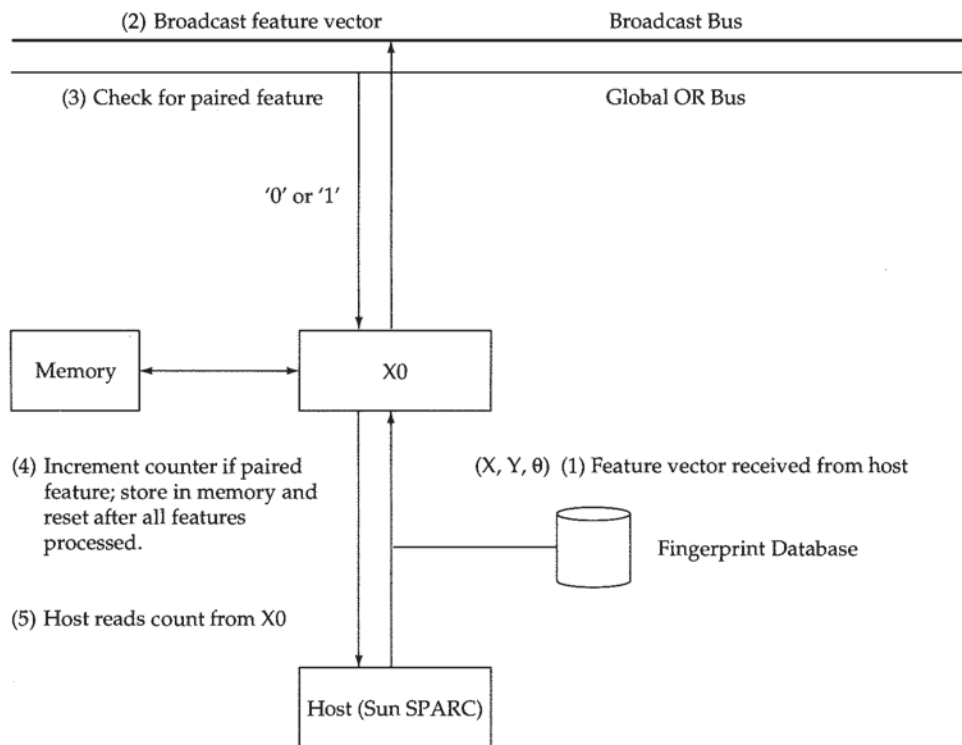 (2) Broadcast feature vector
Broadcast Bus
(3) Check for paired feature
Global OR Bus
‘0’ or ‘1’
Memory
X0
(4) Increment counter if paired
feature; store in memory and
reset after all features
processed.
(X, Y, θ) (1) Feature vector received from host
Fingerprint Database
(5) Host reads count from X0
Host (Sun SPARC)